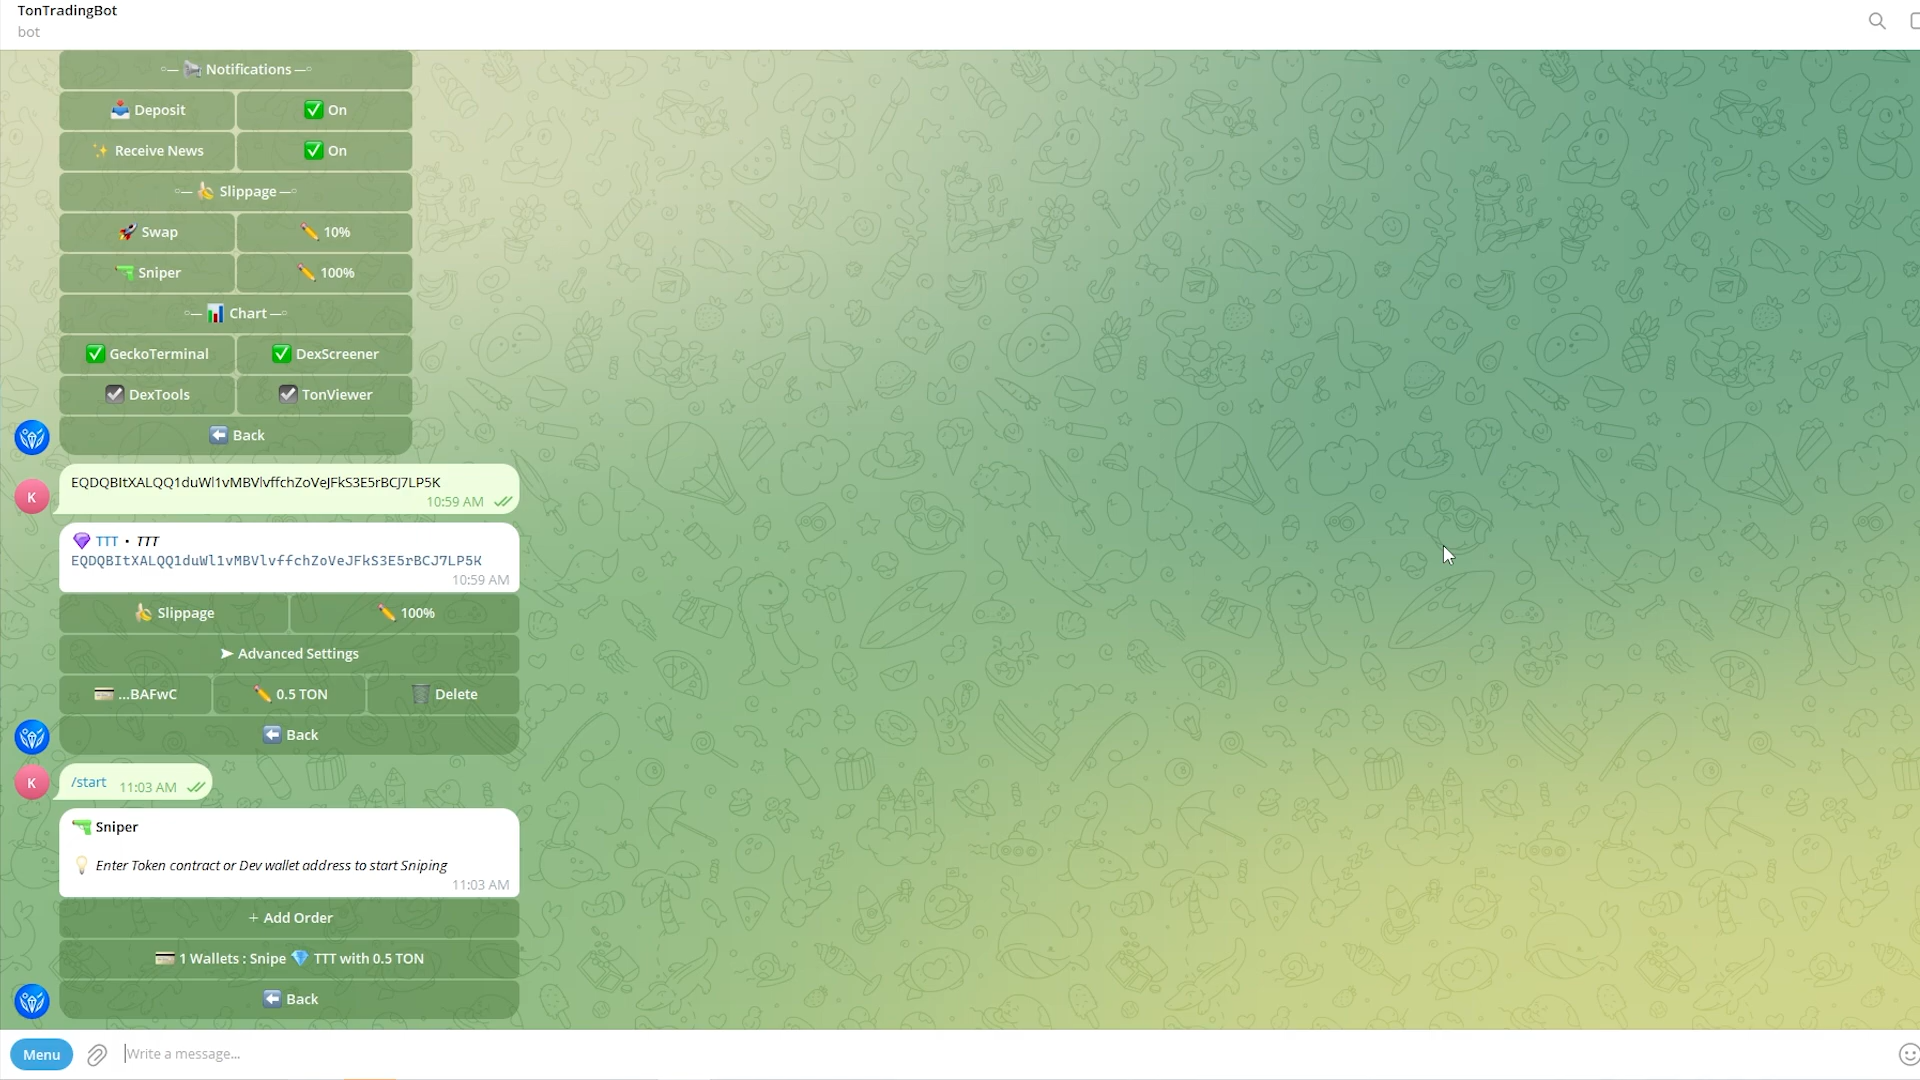 TonTradingBot
bot
Notifications
Deposit
On
Receive News
On
Slippage
Swap
10%
Sniper
100%
Chart
GeckoTerminal
DexScreener
DexTools
TonViewer
Back
EQDQBItXALQQ1duWl1vMBVlvffchZoVeJFkS3E5rBCJ7LP5K
10:59 AM
K
TTT • TTT
EQDQBItXALQQ1duWl1vMBVlvffchZoVeJFkS3E5rBCJ7LP5K
10:59 AM
Slippage
100%
➤ Advanced Settings
...BAFwC
0.5 TON
Delete
Back
K
/start 11:03 AM
Sniper
Enter Token contract or Dev wallet address to start Sniping
11:03 AM
+ Add Order
1 Wallets : Snipe 💎 TTT with 0.5 TON
Back
Menu
Write a message...